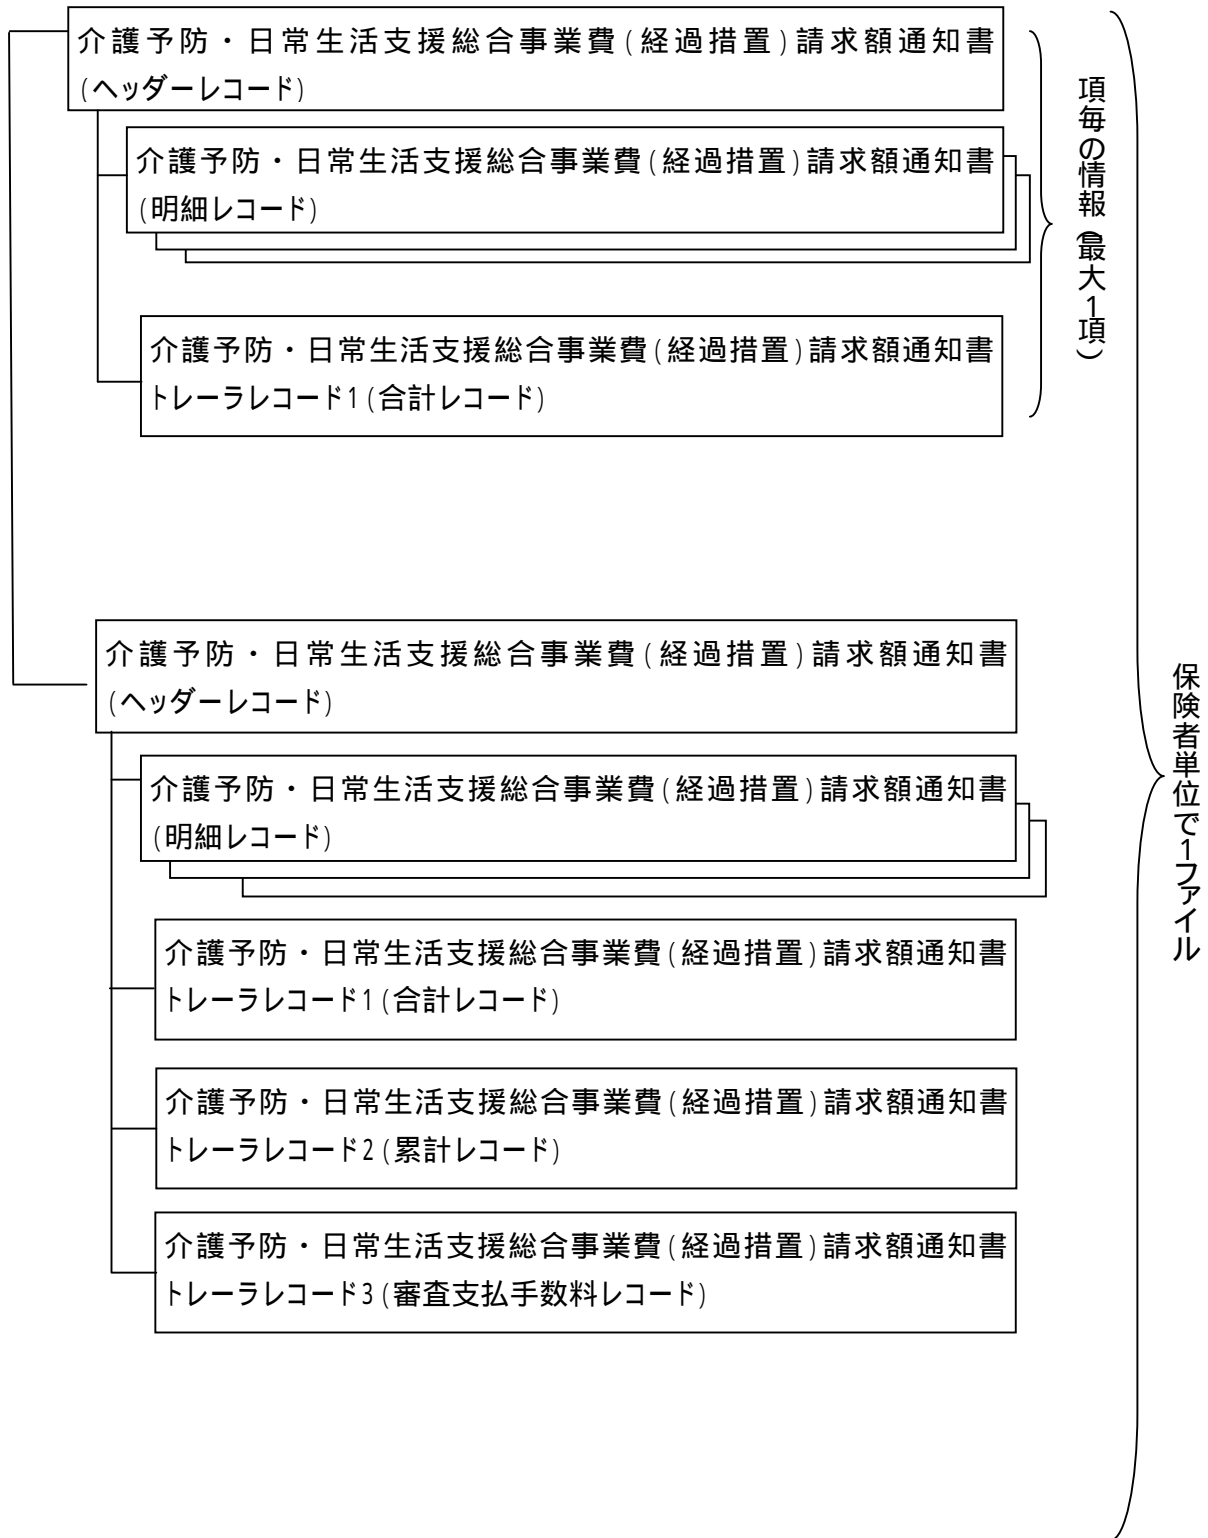 介護予防・日常生活支援総合事業費(経過措置)請求額通知書
(ヘッダーレコード)
介護予防・日常生活支援総合事業費(経過措置)請求額通知書
(明細レコード)
介護予防・日常生活支援総合事業費(経過措置)請求額通知書
トレーラレコード1(合計レコード)
項毎の情報(最大1項)
介護予防・日常生活支援総合事業費(経過措置)請求額通知書
(ヘッダーレコード)
介護予防・日常生活支援総合事業費(経過措置)請求額通知書
(明細レコード)
介護予防・日常生活支援総合事業費(経過措置)請求額通知書
トレーラレコード1(合計レコード)
介護予防・日常生活支援総合事業費(経過措置)請求額通知書
トレーラレコード2(累計レコード)
介護予防・日常生活支援総合事業費(経過措置)請求額通知書
トレーラレコード3(審査支払手数料レコード)
保険者単位で1ファイル